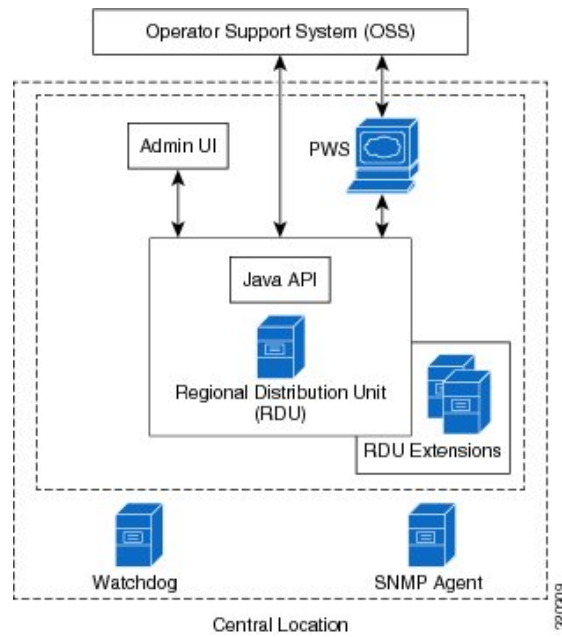 Operator Support System (OSS)
Admin UI
PWS
Java API
Regional Distribution Unit
(RDU)
RDU Extensions
Watchdog
SNMP Agent
Central Location